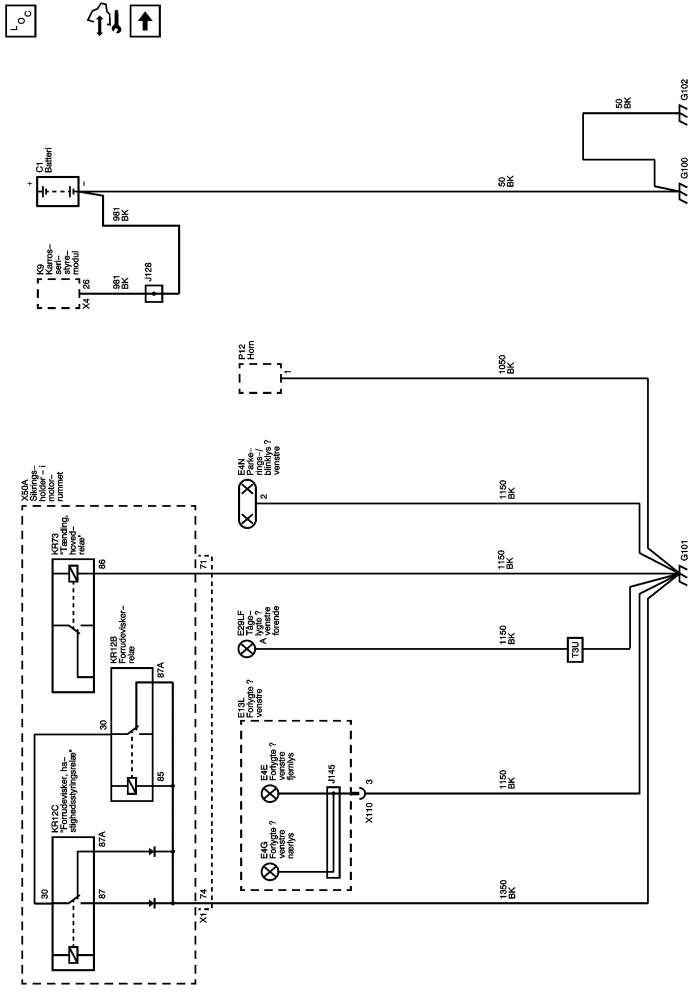 LOC
C1
Batteri
+
−
50
BK
50
BK
G102
G100
981
BK
981
BK
J128
K9
Karros–
seri–
styre–
modul
26
X4
P12
Horn
1
1050
BK
E4N
Parke–
rings–/
blinklys ?
venstre
2
1150
BK
X50A
Sikrings–
holder – i
motor–
rummet
KR73
"Tænding,
hoved–
relæ"
86
71
1150
BK
G101
E29LF
Tåge–
lygte ?
venstre
forende
A
1150
BK
T3U
KR12B
Forrudevisker–
relæ
30
87A
85
E13L
Forlygte ?
venstre
E4E
Forlygte ?
venstre
fjernlys
J145
3
X110
1150
BK
E4G
Forlygte ?
venstre
nærlys
KR12C
"Forrudevisker, ha–
stighedsstyringsrelæ"
30
87A
87
74
X1
1350
BK